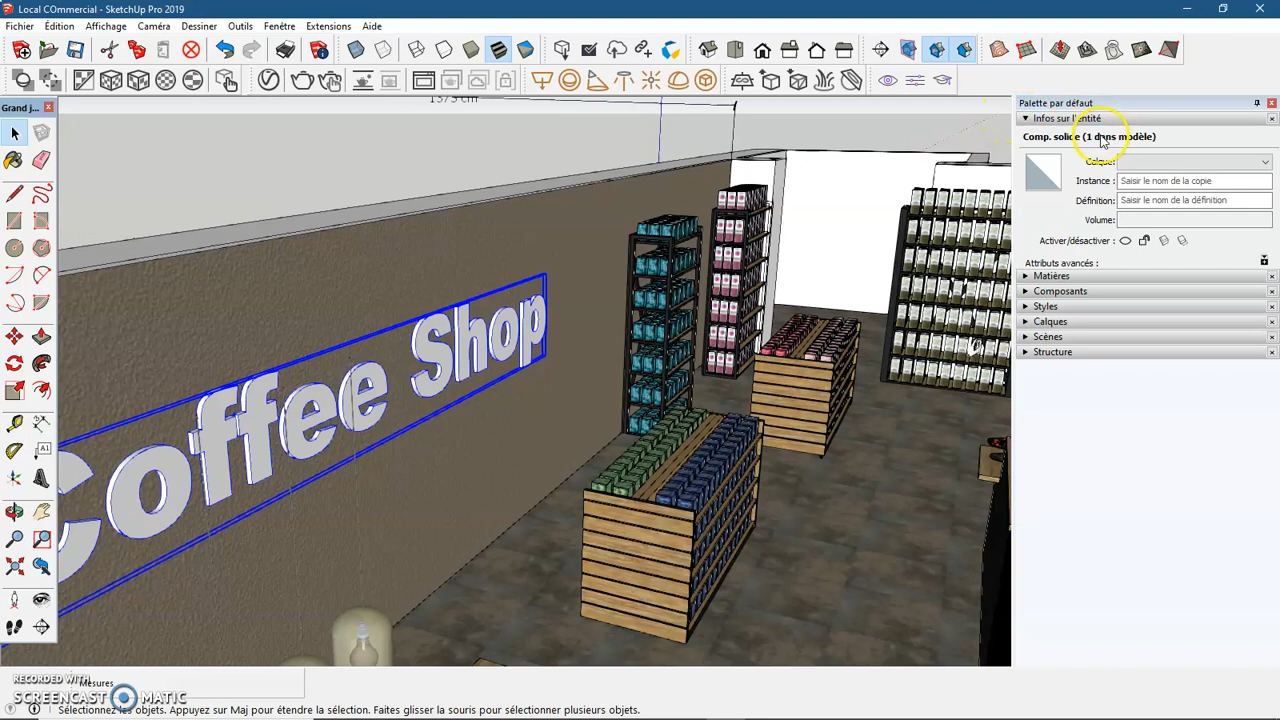 Local COmmercial - SketchUp Pro 2019
Fichier Édition Affichage Caméra Dessiner Outils Fenêtre Extensions Aide
Grand j...
1375 cm
Palette par défaut
Infos sur l'entité
Comp. solide (1 dans modèle)
Calque:
Instance : Saisir le nom de la copie
Définition: Saisir le nom de la définition
Volume:
Activer/désactiver :
Attributs avancés :
Matières
Composants
Styles
Calques
Scènes
Structure
A1
Coffee Shop
RECORDED WITH
SCREENCAST MATIC
Mesures
Sélectionnez les objets. Appuyez sur Maj pour étendre la sélection. Faites glisser la souris pour sélectionner plusieurs objets.